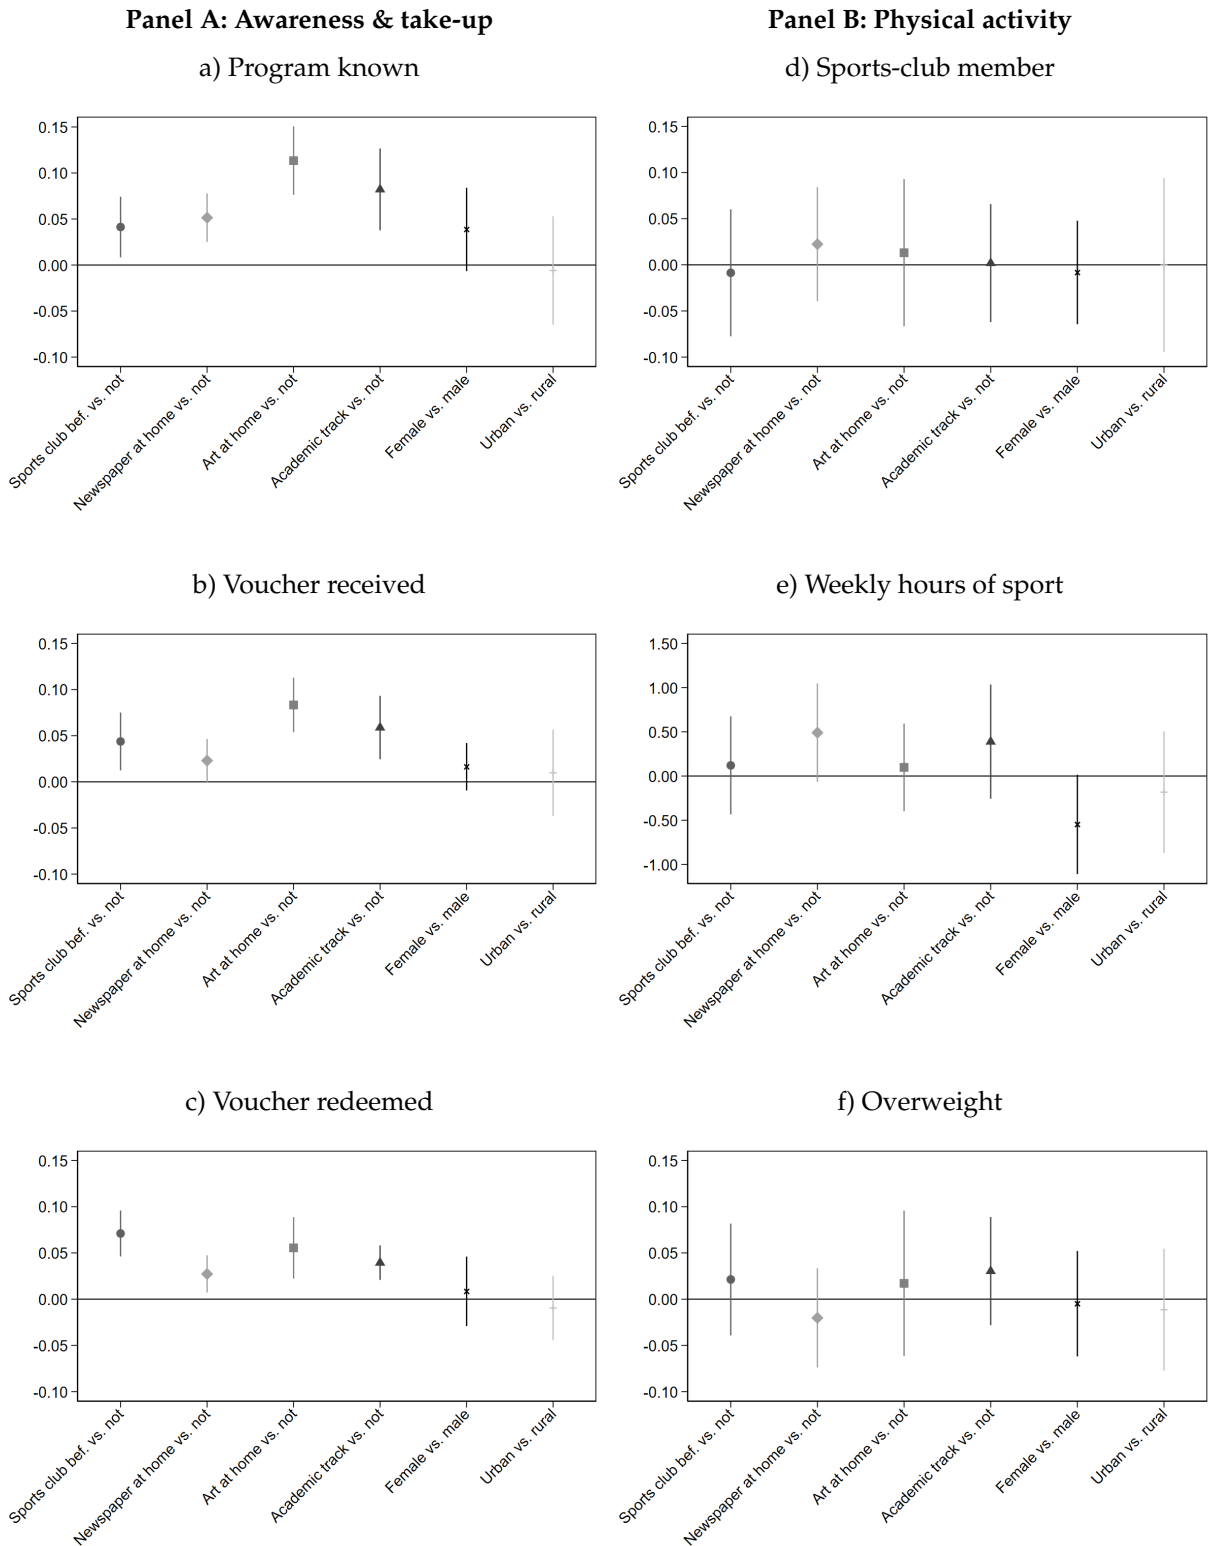 Panel A: Awareness & take-up
Panel B: Physical activity
a) Program known
0.15
0.10
0.05
0.00
-0.05
-0.10
Sports club bef. vs. not
Newspaper at home vs. not
Art at home vs. not
Academic track vs. not
Female vs. male
Urban vs. rural
d) Sports-club member
0.15
0.10
0.05
0.00
-0.05
-0.10
Sports club bef. vs. not
Newspaper at home vs. not
Art at home vs. not
Academic track vs. not
Female vs. male
Urban vs. rural
b) Voucher received
0.15
0.10
0.05
0.00
-0.05
-0.10
Sports club bef. vs. not
Newspaper at home vs. not
Art at home vs. not
Academic track vs. not
Female vs. male
Urban vs. rural
e) Weekly hours of sport
1.50
1.00
0.50
0.00
-0.50
-1.00
Sports club bef. vs. not
Newspaper at home vs. not
Art at home vs. not
Academic track vs. not
Female vs. male
Urban vs. rural
c) Voucher redeemed
0.15
0.10
0.05
0.00
-0.05
-0.10
Sports club bef. vs. not
Newspaper at home vs. not
Art at home vs. not
Academic track vs. not
Female vs. male
Urban vs. rural
f) Overweight
0.15
0.10
0.05
0.00
-0.05
-0.10
Sports club bef. vs. not
Newspaper at home vs. not
Art at home vs. not
Academic track vs. not
Female vs. male
Urban vs. rural